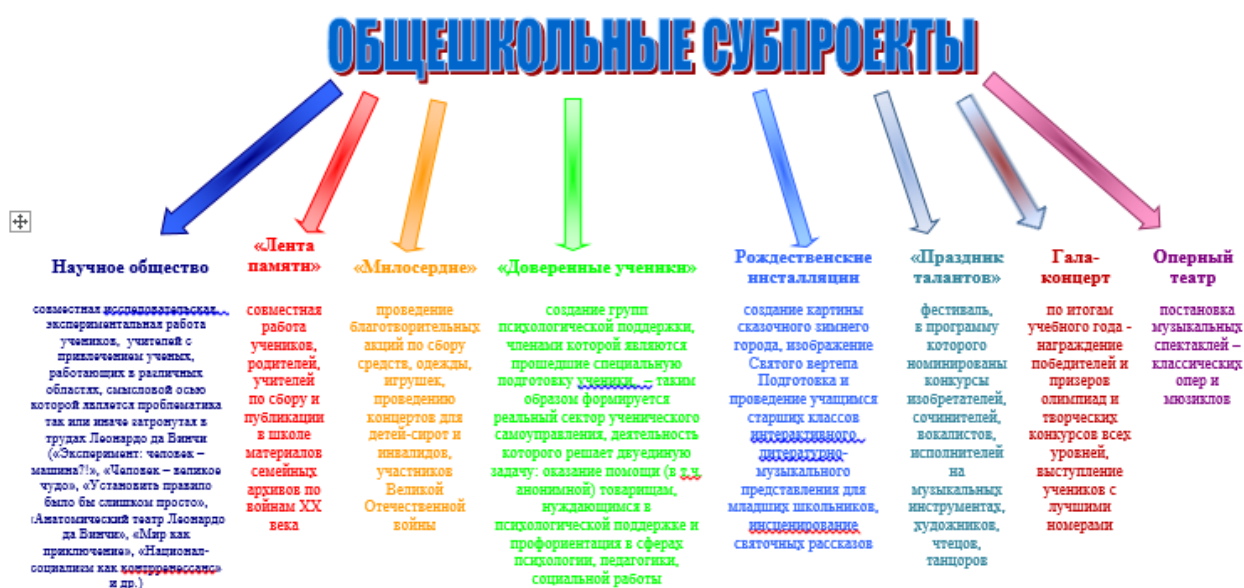 ОБЩЕШКОЛЬНЫЕ СУБПРОЕКТЫ
Научное общество
совместная исследовательская,
экспериментальная работа
учеников, учителей с
привлечением ученых,
работающих в различных
областях, смысловой осью
которой является проблематика
так или иначе затронутая в
трудах Леонардо да Винчи
(«Эксперимент: человек –
машина?!», «Человек – великое
чудо», «Установить правило
было бы слишком просто»,
«Анатомический театр Леонардо
да Винчи», «Мир как
приключение», «Национал-
социализм как контрренессанс»
и др.)
«Лента
памяти»
совместная
работа
учеников,
родителей,
учителей
по сбору и
публикации
в школе
материалов
семейных
архивов по
войнам XX
века
«Милосердие»
проведение
благотворительных
акций по сбору
средств, одежды,
игрушек,
проведению
концертов для
детей-сирот и
инвалидов,
участников
Великой
Отечественной
войны
«Доверенные ученики»
создание групп
психологической поддержки,
членами которой являются
прошедшие специальную
подготовку ученики, – таким
образом формируется
реальный сектор ученического
самоуправления, деятельность
которого решает двуединую
задачу: оказание помощи (в т.ч.
анонимной) товарищам,
нуждающимся в
психологической поддержке и
профориентация в сферах
психологии, педагогики,
социальной работы
Рождественские
инсталляции
создание картины
сказочного зимнего
города, изображение
Святого вертепа
Подготовка и
проведение учащимся
старших классов
интерактивного
литературно-
музыкального
представления для
младших школьников,
инсценирование
святочных рассказов
«Праздник
талантов»
фестиваль,
в программу
которого
номинированы
конкурсы
изобретателей,
сочинителей,
вокалистов,
исполнителей
на
музыкальных
инструментах,
художников,
чтецов,
танцоров
Гала-
концерт
по итогам
учебного года -
награждение
победителей и
призеров
олимпиад и
творческих
конкурсов всех
уровней,
выступление
учеников с
лучшими
номерами
Оперный
театр
постановка
музыкальных
спектаклей –
классических
опер и
мюзиклов